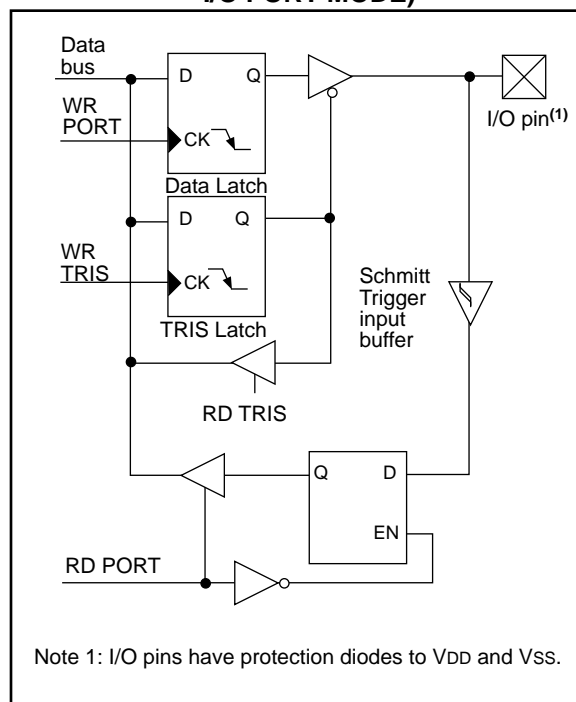 I/O PORT MODE)
Data
bus
D
Q
WR
PORT
CK
I/O pin(1)
Data Latch
D
Q
WR
TRIS
CK
Schmitt
Trigger
input
buffer
TRIS Latch
RD TRIS
Q
D
EN
RD PORT
Note 1: I/O pins have protection diodes to VDD and VSS.